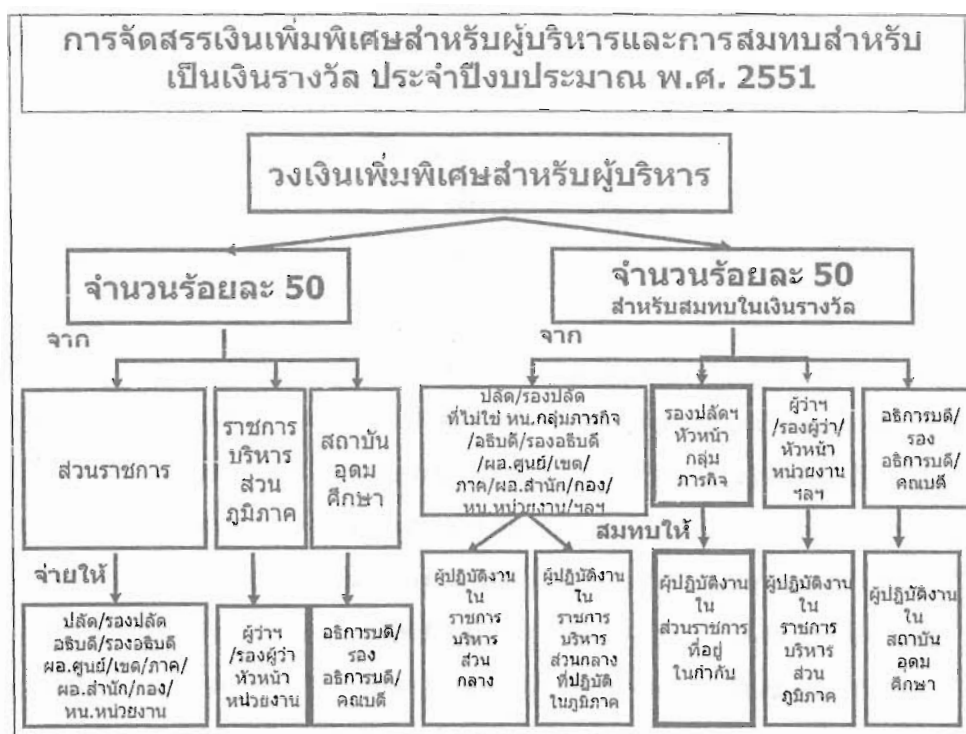 การจัดสรรเงินเพิ่มพิเศษสำหรับผู้บริหารและการสมทบสำหรับ
เป็นเงินรางวัล ประจำปีงบประมาณ พ.ศ. 2551
วงเงินเพิ่มพิเศษสำหรับผู้บริหาร
จำนวนร้อยละ 50
จำนวนร้อยละ 50
สำหรับสมทบในเงินรางวัล
จาก
จาก
ส่วนราชการ
ราชการ
บริหาร
ส่วน
ภูมิภาค
สถาบัน
อุดม
ศึกษา
ปลัด/รองปลัด
ที่ไม่ใช่ หน.กลุ่มภารกิจ
/อธิบดี/รองอธิบดี
/ผอ.ศูนย์/เขต/
ภาค/ผอ.สำนัก/กอง/
หน.หน่วยงาน/ฯลฯ
รองปลัดฯ
หัวหน้า
กลุ่ม
ภารกิจ
ผู้ว่าฯ
/รองผู้ว่า/
หัวหน้า
หน่วยงาน
ฯลฯ
อธิการบดี/
รอง
อธิการบดี/
คณบดี
จ่ายให้
สมทบให้
ปลัด/รองปลัด
อธิบดี/รองอธิบดี
ผอ.ศูนย์/เขต/ภาค/
ผอ.สำนัก/กอง/
หน.หน่วยงาน
ผู้ว่าฯ
/รองผู้ว่า
หัวหน้า
หน่วยงาน
อธิการบดี/
รอง
อธิการบดี/
คณบดี
ผู้ปฏิบัติงาน
ใน
ราชการ
บริหาร
ส่วน
กลาง
ผู้ปฏิบัติงาน
ใน
ราชการ
บริหาร
ส่วนกลาง
ที่ปฏิบัติ
ในภูมิภาค
ผู้ปฏิบัติงาน
ใน
ส่วนราชการ
ที่อยู่
ในกำกับ
ผู้ปฏิบัติงาน
ใน
ราชการ
บริหาร
ส่วน
ภูมิภาค
ผู้ปฏิบัติงาน
ใน
สถาบัน
อุดม
ศึกษา